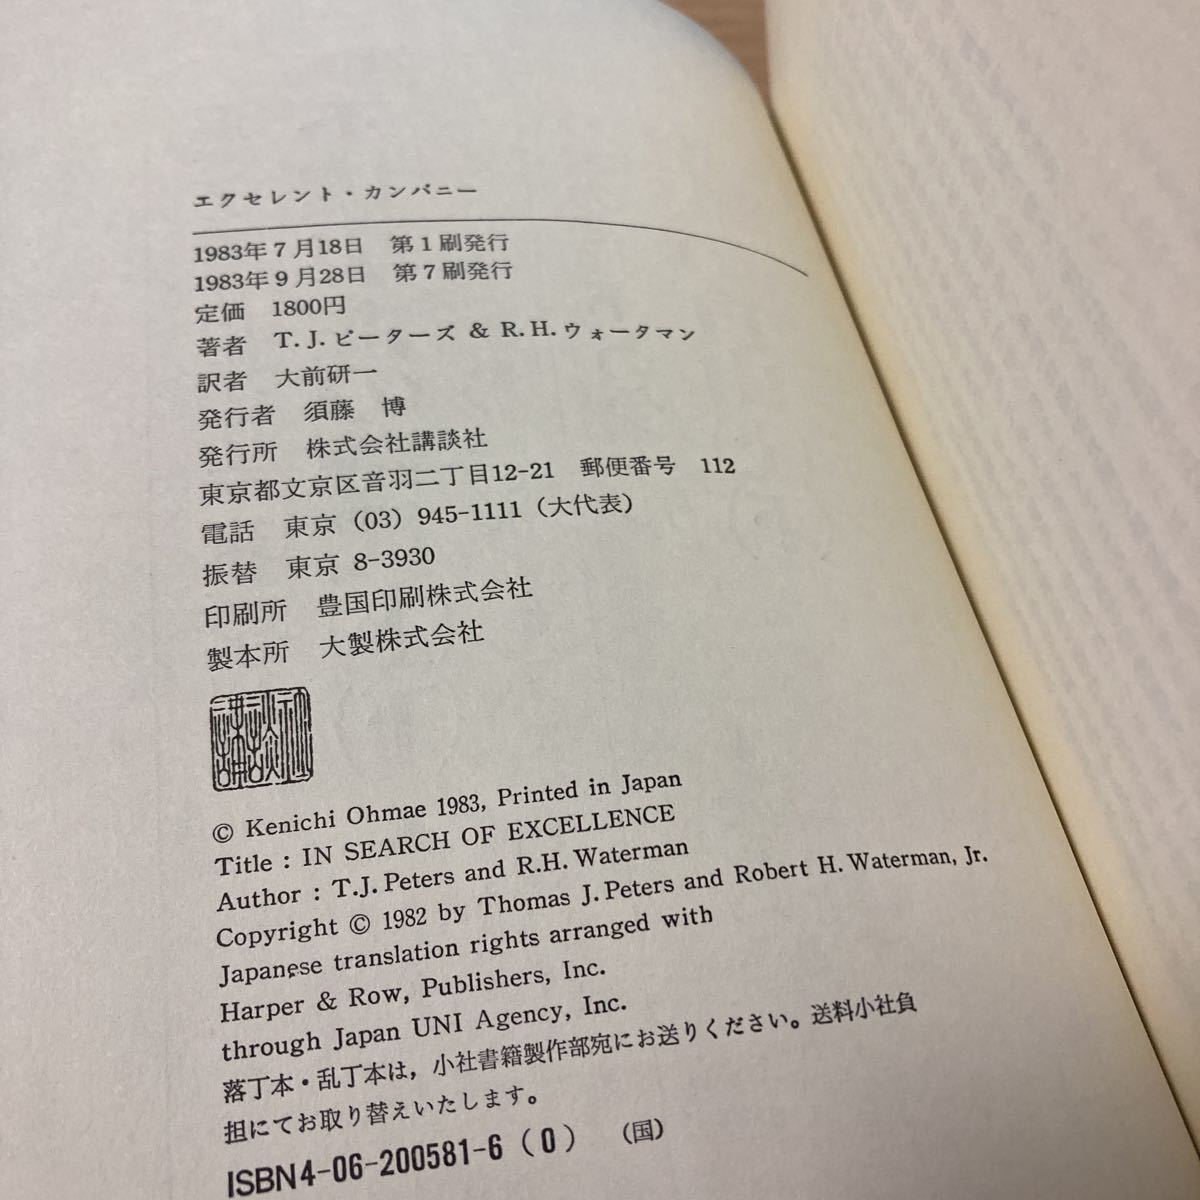 エクセレント・カンパニー
1983年7月18日 第1刷発行
1983年9月28日 第7刷発行
定価 1800円
著者 T.J.ピーターズ & R.H.ウォータマン
訳者 大前研一
発行者 須藤 博
発行所 株式会社講談社
東京都文京区音羽二丁目12-21 郵便番号 112
電話 東京 (03) 945-1111 (大代表)
振替 東京 8-3930
印刷所 豊国印刷株式会社
製本所 大製株式会社
講談社
© Kenichi Ohmae 1983, Printed in Japan
Title : IN SEARCH OF EXCELLENCE
Author : T.J. Peters and R.H. Waterman
Copyright © 1982 by Thomas J. Peters and Robert H. Waterman, Jr.
Japanese translation rights arranged with
Harper & Row, Publishers, Inc.
through Japan UNI Agency, Inc.
落丁本・乱丁本は，小社書籍製作部宛にお送りください。送料小社負
担にてお取り替えいたします。
ISBN4-06-200581-6 (0) (国)